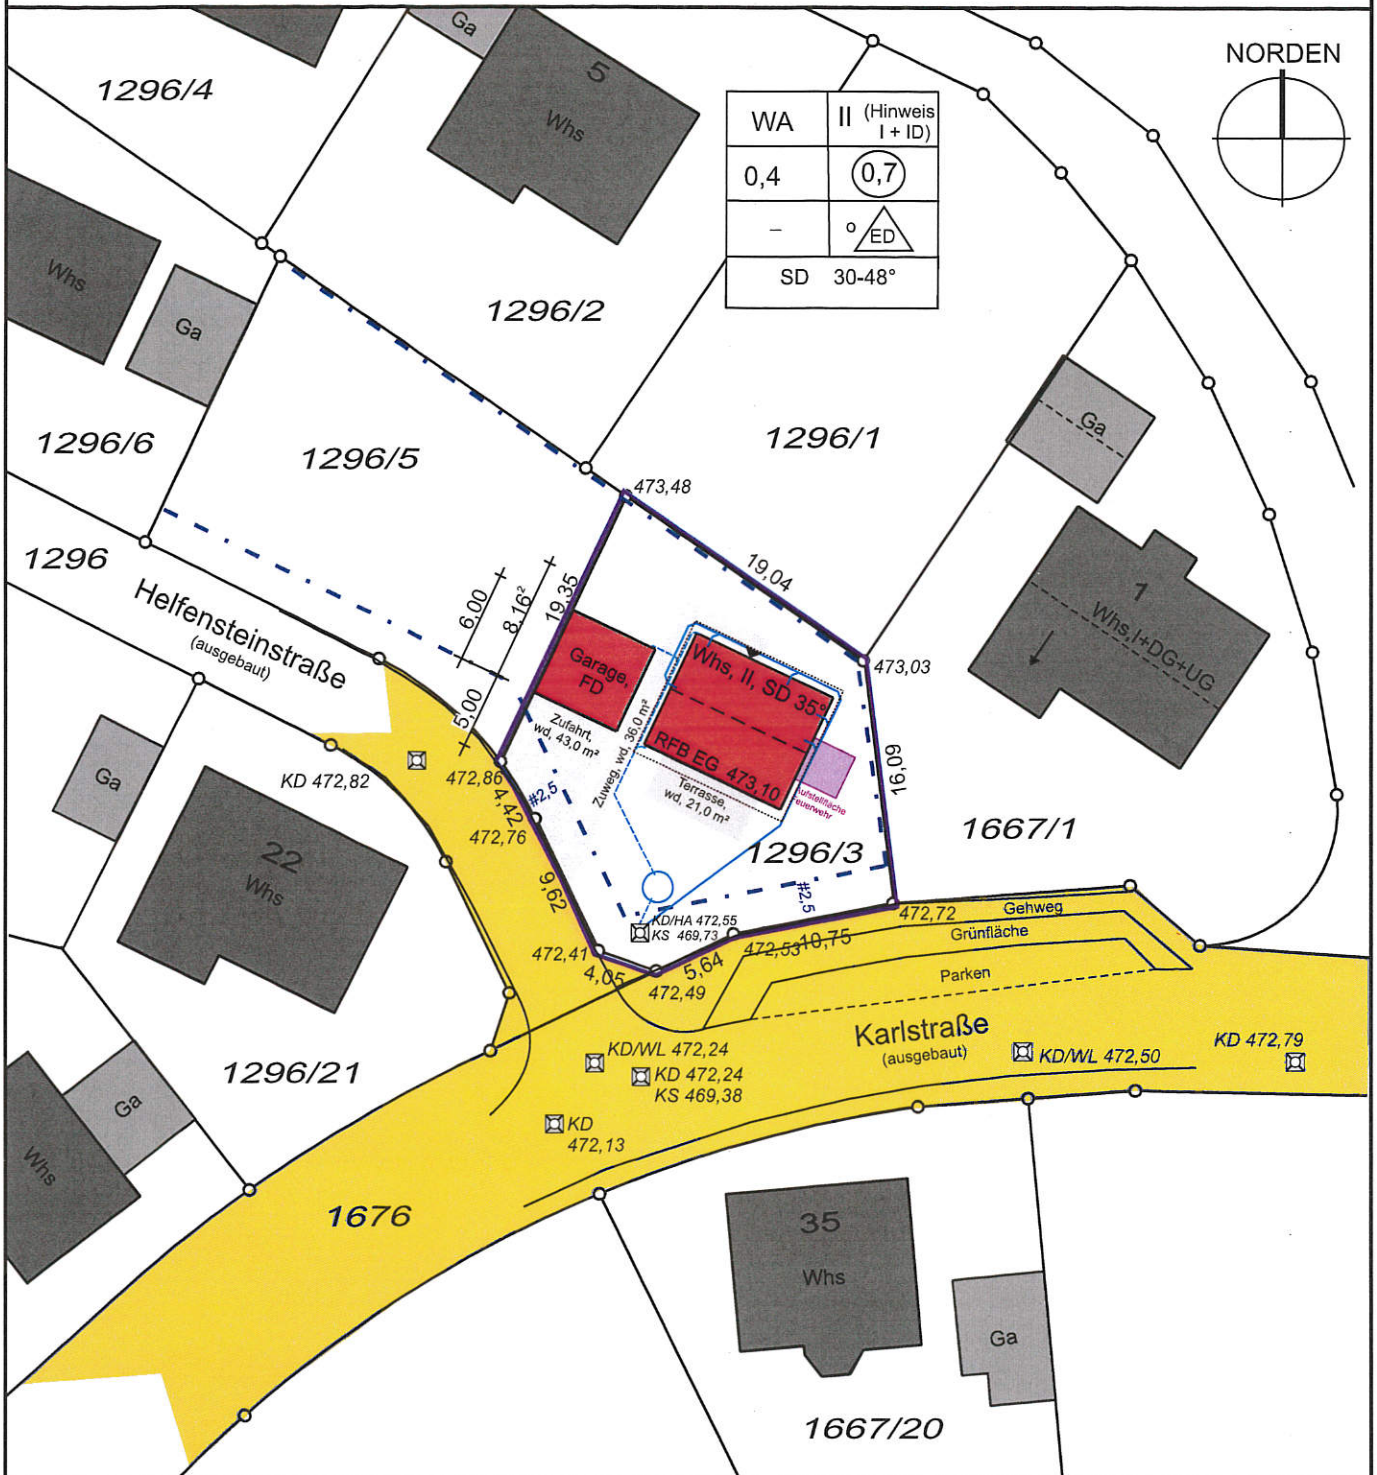 NORDEN
Ga
5
Whs
1296/4
WA
II (Hinweis
I + ID)
0,4
0,7
–
o ED
SD 30-48°
Whs
Ga
1296/2
1296/6
1296/5
1296/1
Ga
473,48
1296
Helfensteinstraße
(ausgebaut)
6,00
8,16²
19,35
19,04
473,03
1
Whs,I+DG+UG
Garage,
FD
Whs, II, SD 35°
RFB EG 473,10
Zufahrt,
wd, 43,0 m²
Zuweg, wd, 36,0 m²
Terrasse,
wd, 21,0 m²
5,00
16,09
Ga
KD 472,82
472,86
4,42
#2,5
472,76
1296/3
1667/1
22
Whs
9,62
#2,5
KD/HA 472,55
KS 469,73
472,72
Gehweg
Grünfläche
Parken
472,41
4,05
472,49
5,64
472,53
10,75
Karlstraße
(ausgebaut)
KD/WL 472,24
KD 472,24
KS 469,38
KD/WL 472,50
KD 472,79
1296/21
Ga
Whs
KD
472,13
1676
35
Whs
Ga
1667/20